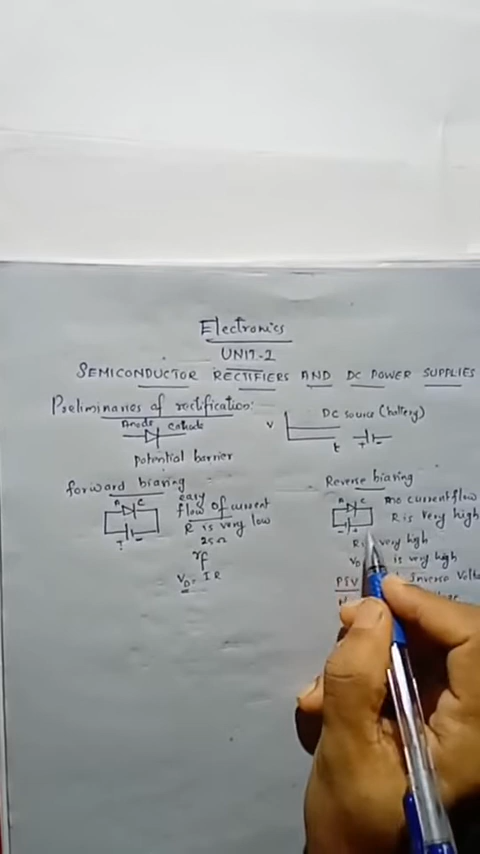 Electronics
UNIT-2
SEMICONDUCTOR RECTIFIERS AND DC POWER SUPPLIES
Preliminaries of rectification:
Anode Cathode
Potential barrier
V
t
DC source (battery)
+ -
forward biasing
A C
+ -
easy
flow of current
R is very low
25Ω
rf
VD = IR
Reverse biasing
A C
- +
no current flow
R is very high
R is very high
is very high
PIV
Inverse Volta